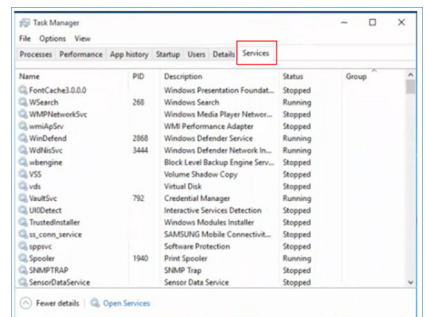 Task Manager
File Options View
Processes Performance App history Startup Users Details Services
Name PID Description Status Group
FontCache3.0.0.0 Windows Presentation Foundat... Stopped
WSearch 268 Windows Search Running
WMPNetworkSvc Windows Media Player Networ... Stopped
wmiApSrv WMI Performance Adapter Stopped
WinDefend 2868 Windows Defender Service Running
WdNisSvc 3444 Windows Defender Network In... Running
wbengine Block Level Backup Engine Serv... Stopped
VSS Volume Shadow Copy Stopped
vds Virtual Disk Stopped
VaultSvc 792 Credential Manager Running
UI0Detect Interactive Services Detection Stopped
TrustedInstaller Windows Modules Installer Stopped
ss_conn_service SAMSUNG Mobile Connectivit... Stopped
sppsvc Software Protection Stopped
Spooler 1940 Print Spooler Running
SNMPTRAP SNMP Trap Stopped
SensorDataService Sensor Data Service Stopped
Fewer details Open Services